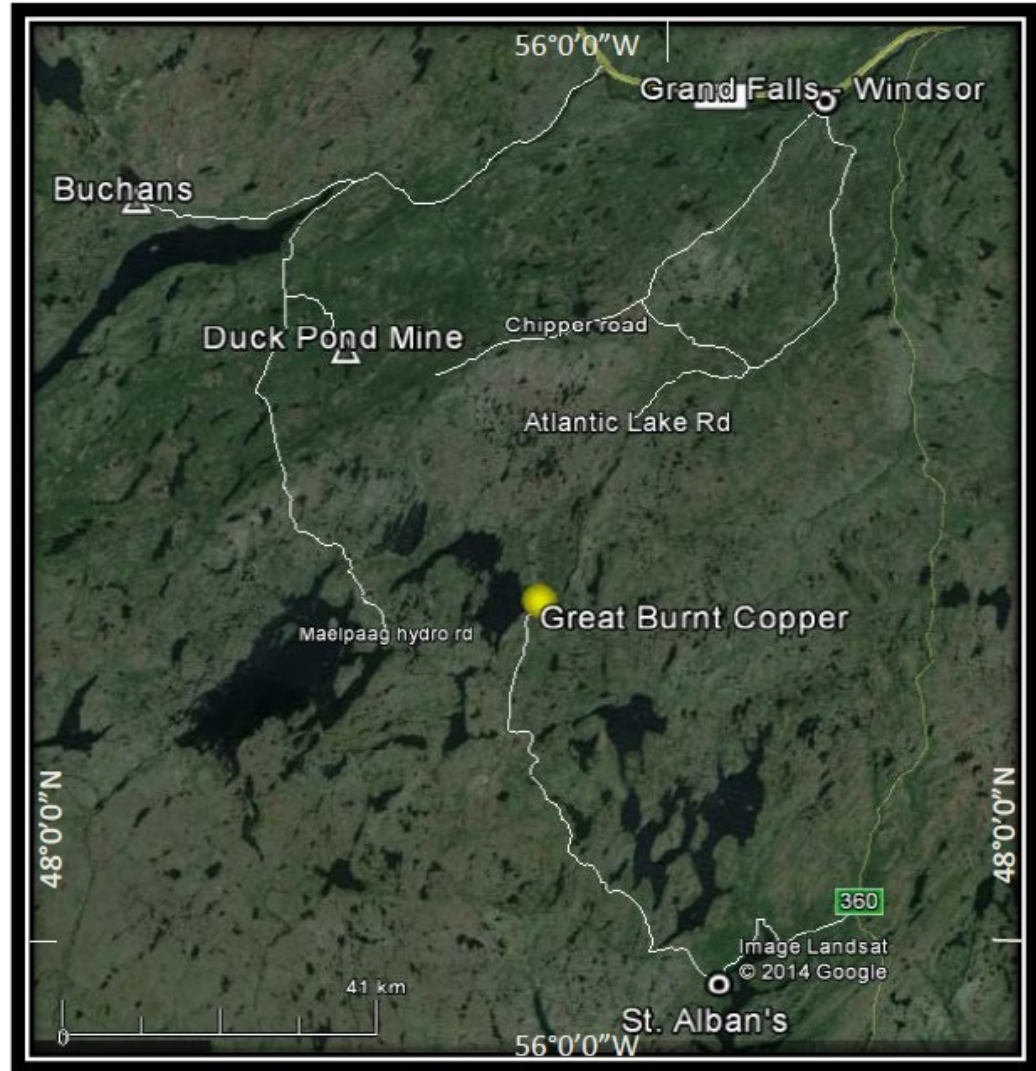 56°0'0"W
Grand Falls - Windsor
Buchans
Chipper road
Duck Pond Mine
Atlantic Lake Rd
Great Burnt Copper
Maelpaag hydro rd
48°0'0"N
48°0'0"N
360
Image Landsat
© 2014 Google
41 km
0
St. Alban's
56°0'0"W